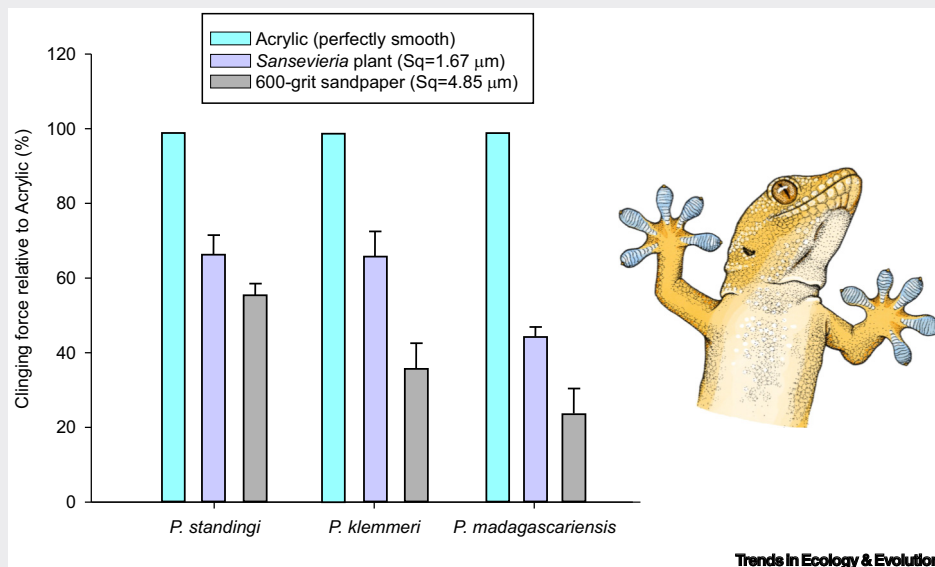 Acrylic (perfectly smooth)
Sansevieria plant (Sq=1.67 μm)
600-grit sandpaper (Sq=4.85 μm)
120
100
80
60
40
20
0
Clinging force relative to Acrylic (%)
P. standingi
P. klemmeri
P. madagascariensis
Trends in Ecology & Evolution